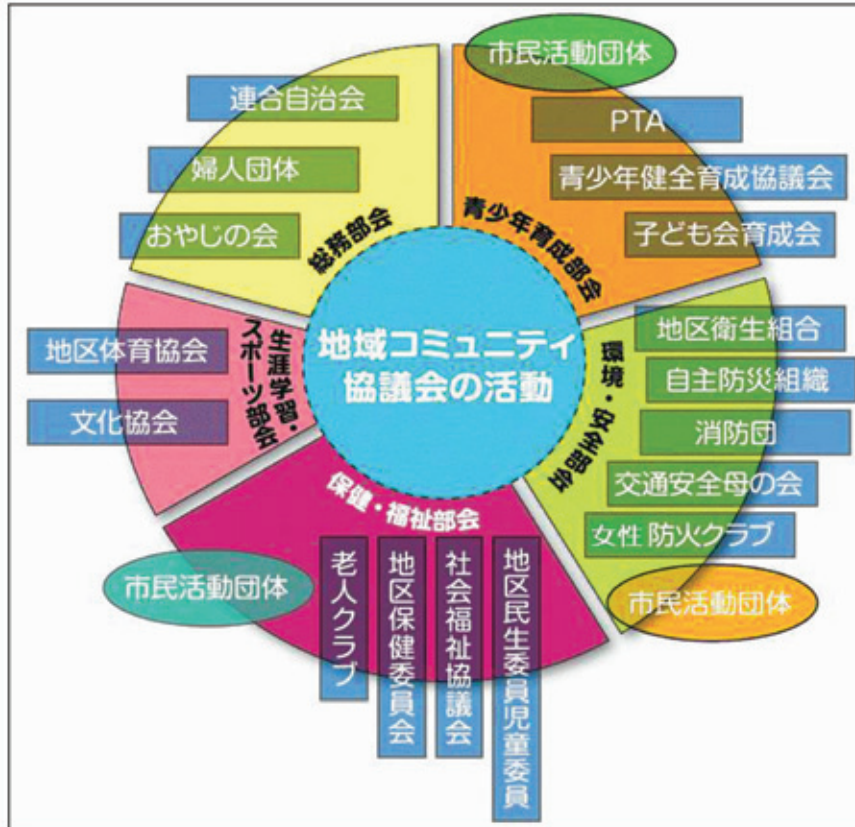 市民活動団体
連合自治会
婦人団体
おやじの会
総務部会
PTA
青少年健全育成協議会
子ども会育成会
青少年育成部会
地域コミュニティ
協議会の活動
地区体育協会
文化協会
生涯学習・
スポーツ部会
地区衛生組合
自主防災組織
消防団
交通安全母の会
女性防火クラブ
環境・安全部会
市民活動団体
保健・福祉部会
老人クラブ
地区保健委員会
社会福祉協議会
地区民生委員児童委員
市民活動団体